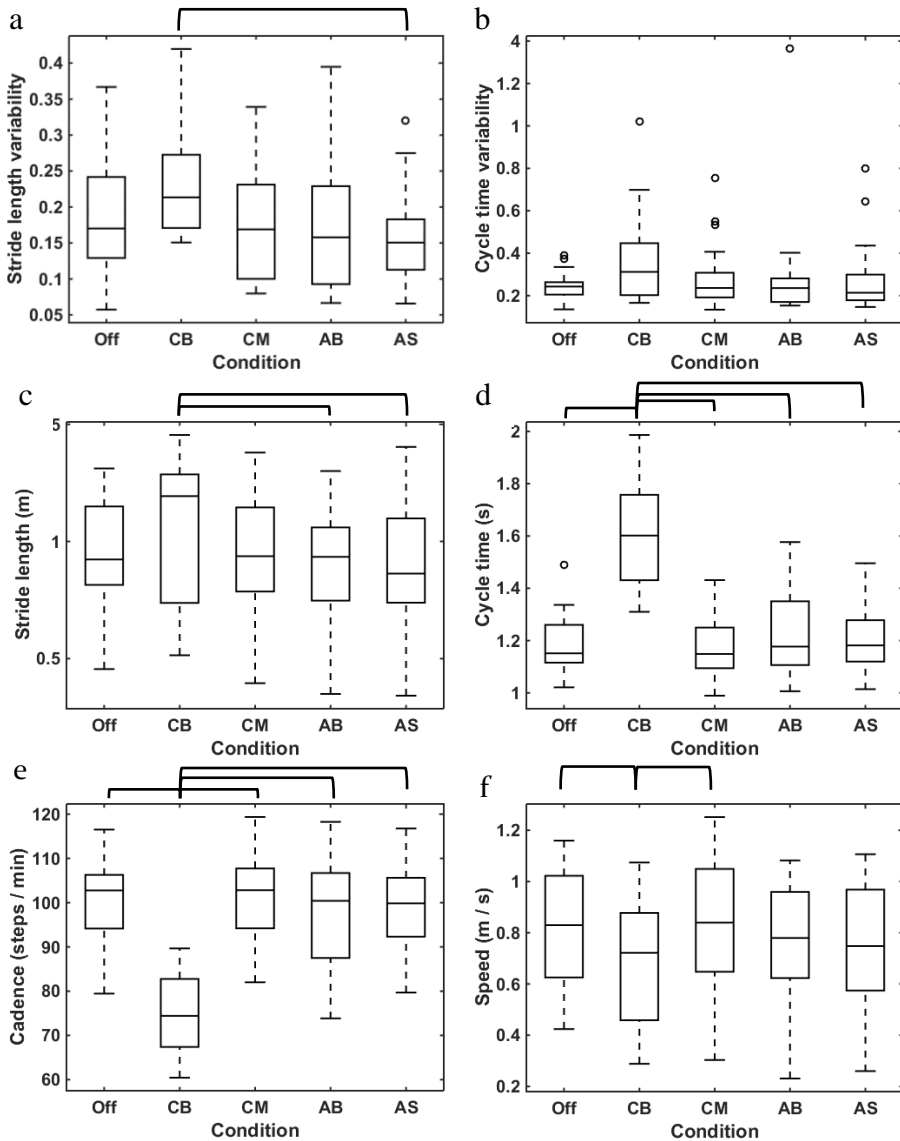 a
Stride length variability
0.4
0.35
0.3
0.25
0.2
0.15
0.1
0.05
Off CB CM AB AS
Condition
b
Cycle time variability
4
1.2
1
0.8
0.6
0.4
0.2
Off CB CM AB AS
Condition
c
Stride length (m)
5
1
0.5
Off CB CM AB AS
Condition
d
Cycle time (s)
2
1.8
1.6
1.4
1.2
1
Off CB CM AB AS
Condition
e
Cadence (steps / min)
120
110
100
90
80
70
60
Off CB CM AB AS
Condition
f
Speed (m / s)
1.2
1
0.8
0.6
0.4
0.2
Off CB CM AB AS
Condition